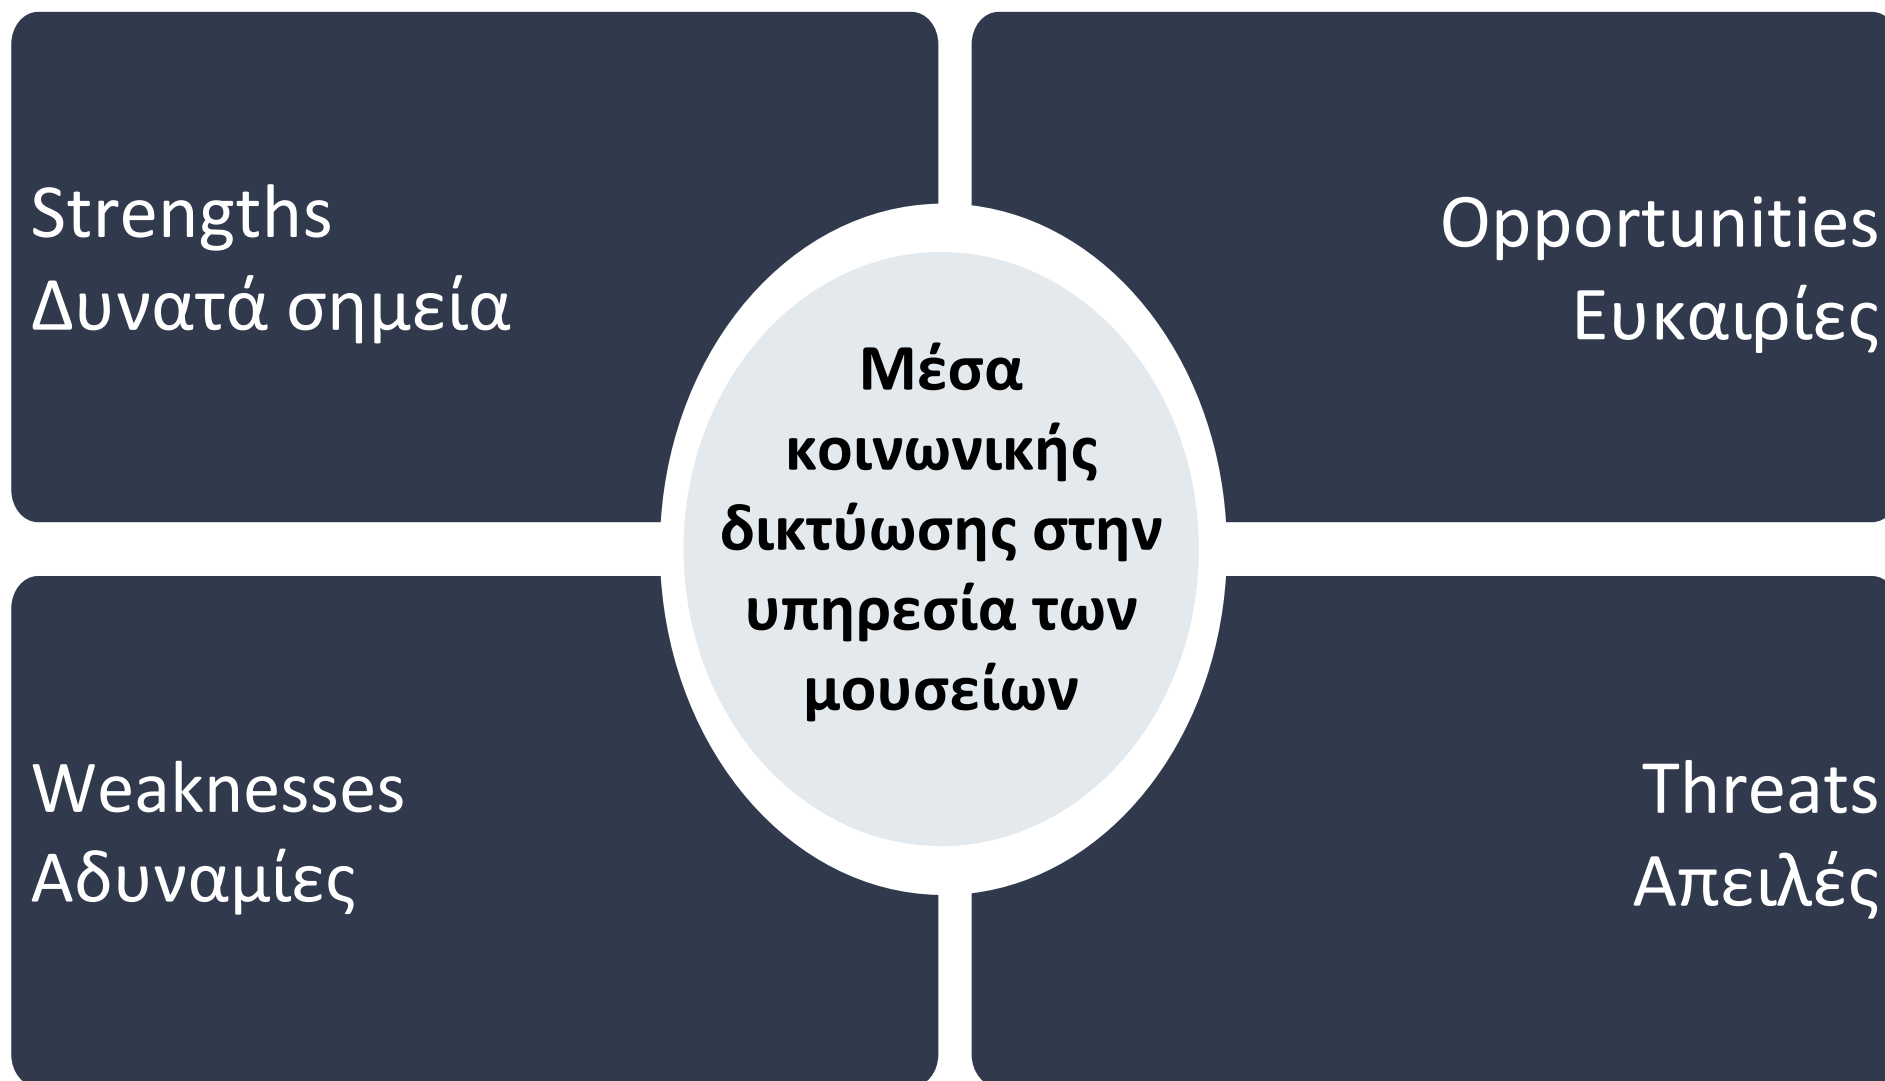 Strengths
Δυνατά σημεία
Opportunities
Ευκαιρίες
Μέσα
κοινωνικής
δικτύωσης στην
υπηρεσία των
μουσείων
Weaknesses
Αδυναμίες
Threats
Απειλές